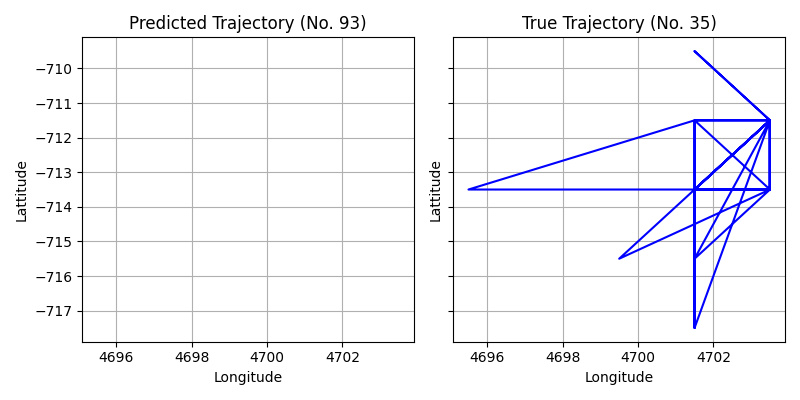 Predicted Trajectory (No. 93)
True Trajectory (No. 35)
Lattitude
−710
−711
−712
−713
−714
−715
−716
−717
4696
4698
4700
4702
Longitude
Lattitude
4696
4698
4700
4702
Longitude